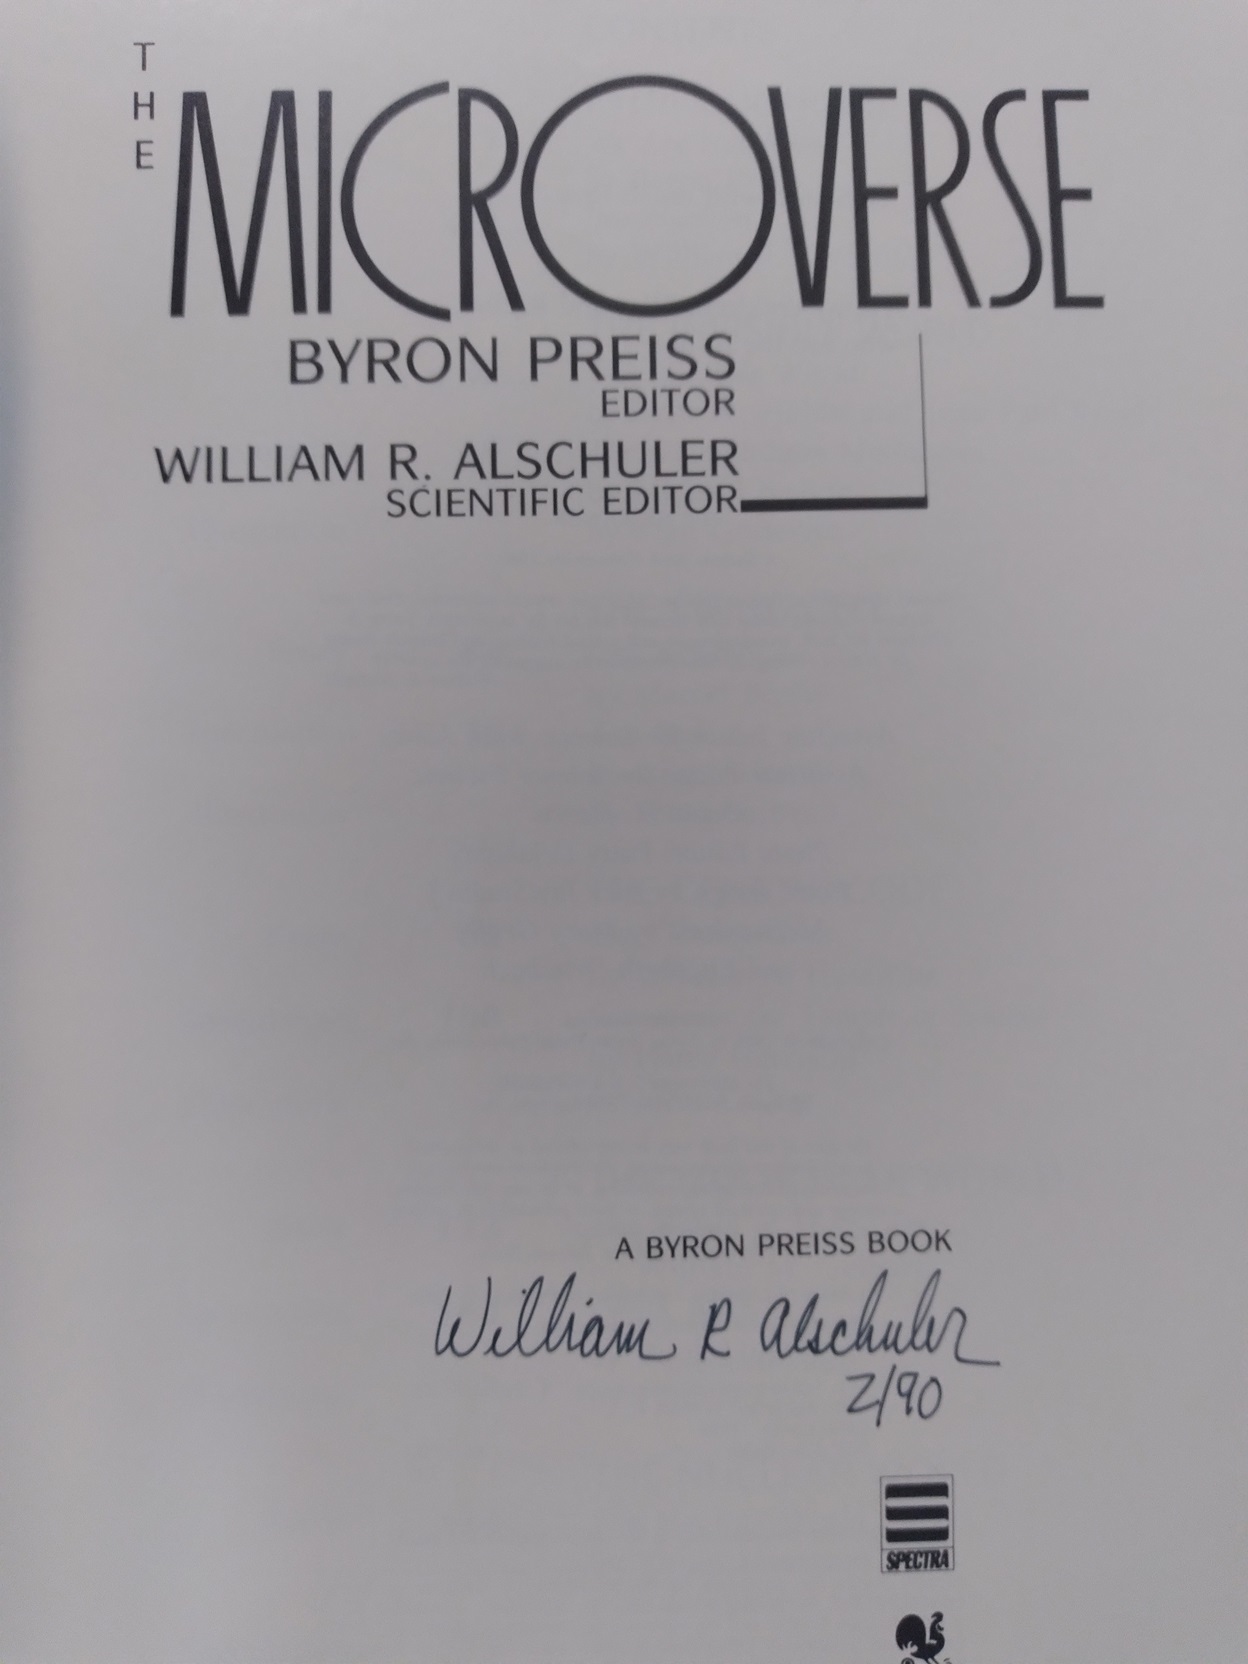 THE
MICROVERSE
BYRON PREISS
EDITOR
WILLIAM R. ALSCHULER
SCIENTIFIC EDITOR
A BYRON PREISS BOOK
William R Alschuler
2/90
SPECTRA